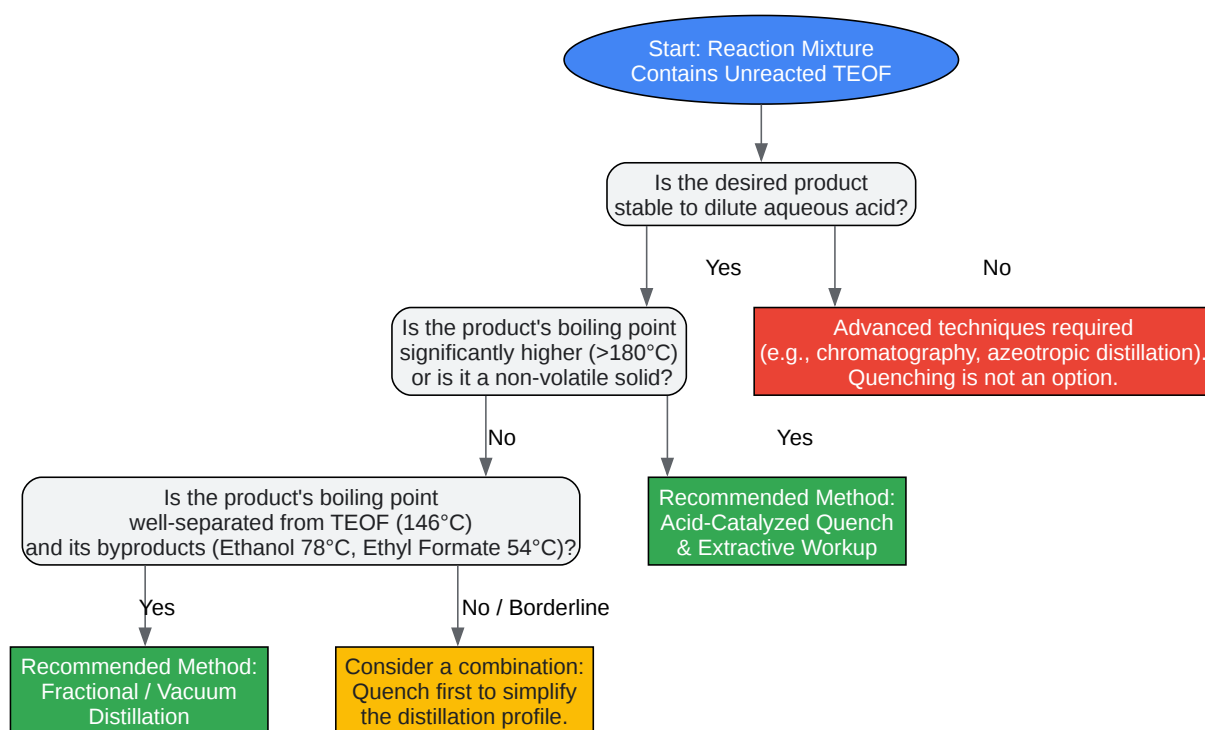 Start: Reaction Mixture
Contains Unreacted TEOF
Is the desired product
stable to dilute aqueous acid?
Yes
No
Is the product's boiling point
significantly higher (>180°C)
or is it a non-volatile solid?
Advanced techniques required
(e.g., chromatography, azeotropic distillation).
Quenching is not an option.
No
Yes
Is the product's boiling point
well-separated from TEOF (146°C)
and its byproducts (Ethanol 78°C, Ethyl Formate 54°C)?
Recommended Method:
Acid-Catalyzed Quench
& Extractive Workup
Yes
No / Borderline
Recommended Method:
Fractional / Vacuum
Distillation
Consider a combination:
Quench first to simplify
the distillation profile.